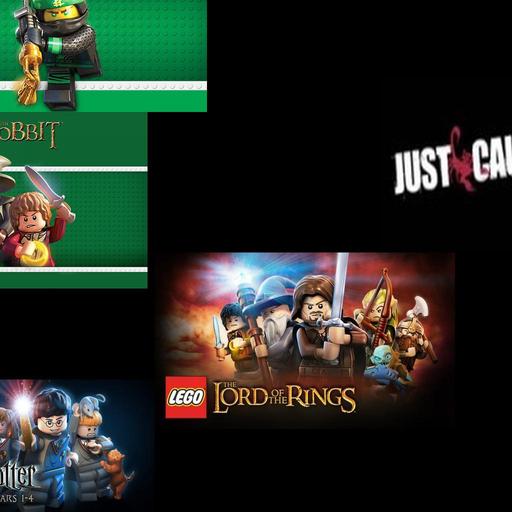 OBBIT
JUST CAU
LEGO
THE
LORD OF THE RINGS
tter
ARS 1-4